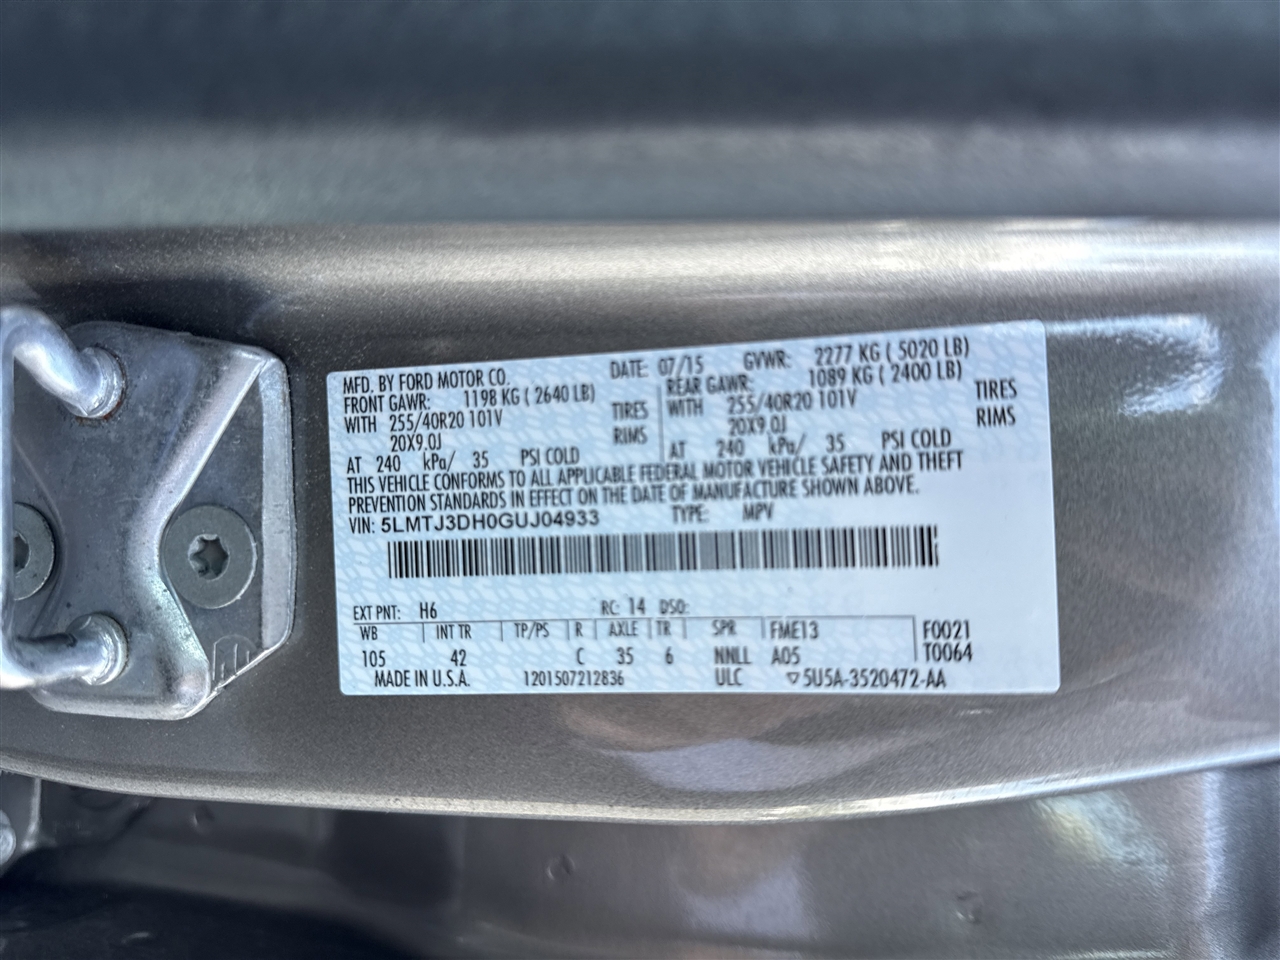 MFD. BY FORD MOTOR CO. DATE: 07/15 GVWR: 2277 KG ( 5020 LB)
FRONT GAWR: 1198 KG ( 2640 LB) REAR GAWR: 1089 KG ( 2400 LB)
WITH 255/40R20 101V TIRES WITH 255/40R20 101V TIRES
20X9.0J RIMS 20X9.0J RIMS
AT 240 kPa/ 35 PSI COLD AT 240 kPa/ 35 PSI COLD
THIS VEHICLE CONFORMS TO ALL APPLICABLE FEDERAL MOTOR VEHICLE SAFETY AND THEFT
PREVENTION STANDARDS IN EFFECT ON THE DATE OF MANUFACTURE SHOWN ABOVE.
VIN: 5LMTJ3DH0GUJ04933 TYPE: MPV
EXT PNT: H6 RC: 14 DSO:
WB INT TR TP/PS R AXLE TR SPR FME13 F0021
105 42 C 35 6 NNLL A05 T0064
MADE IN U.S.A. 1201507212836 ULC ▽5U5A-3520472-AA